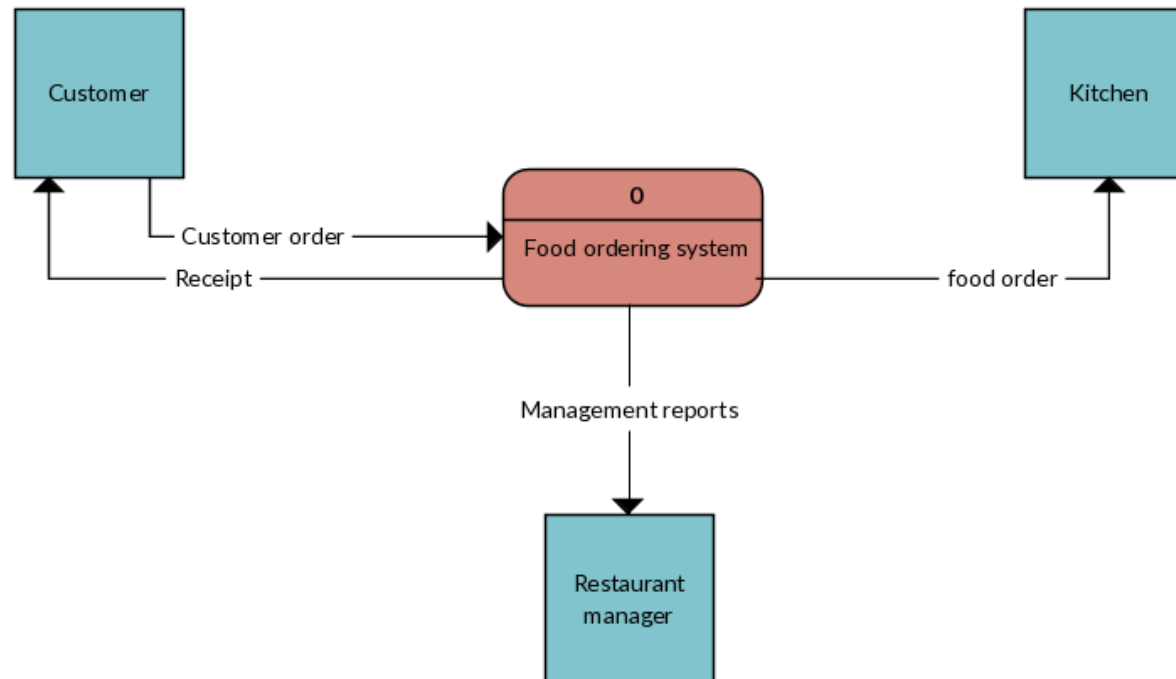 Customer
Kitchen
0
Food ordering system
Customer order
Receipt
food order
Management reports
Restaurant
manager